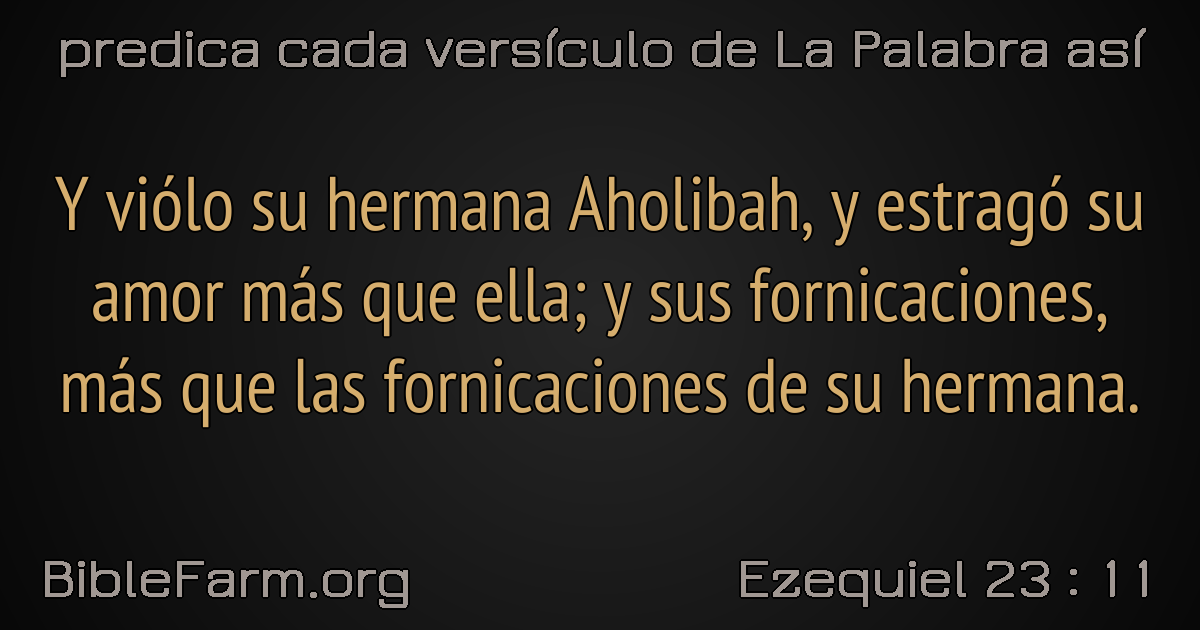 predica cada versículo de La Palabra así
Y viólo su hermana Aholibah, y estragó su
amor más que ella; y sus fornicaciones,
más que las fornicaciones de su hermana.
BibleFarm.org
Ezequiel 23 : 11